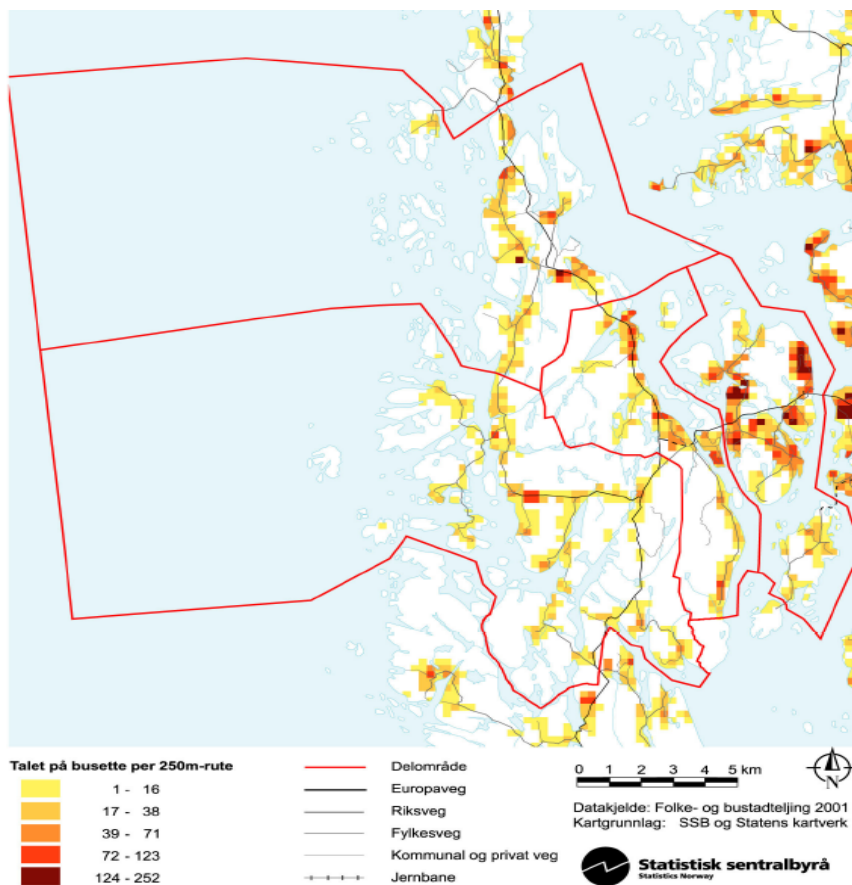 Talet på busette per 250m-rute
1 - 16
17 - 38
39 - 71
72 - 123
124 - 252
Delområde
Europaveg
Riksveg
Fylkesveg
Kommunal og privat veg
Jernbane
0 1 2 3 4 5 km
N
Datakjelde: Folke- og bustadteljing 2001
Kartgrunnlag: SSB og Statens kartverk
Statistisk sentralbyrå
Statistics Norway